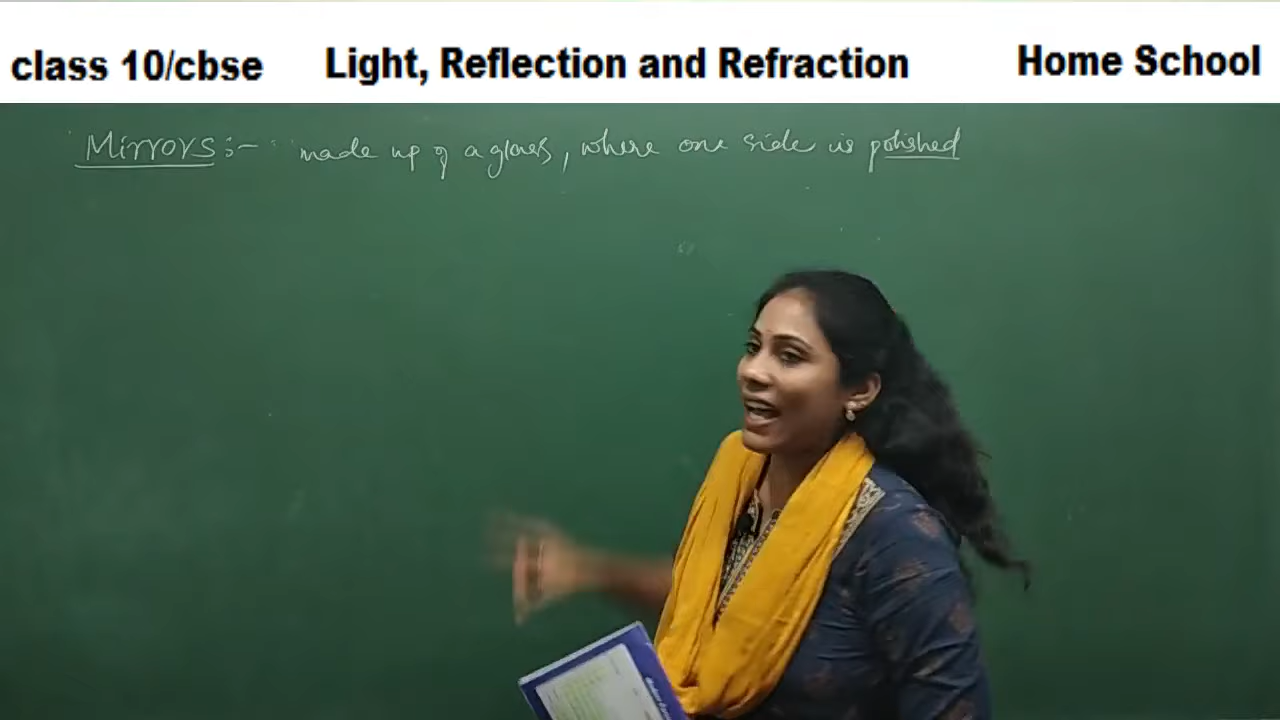 class 10/cbse Light, Reflection and Refraction Home School
Mirrors :- made up of a glass, where one side is polished